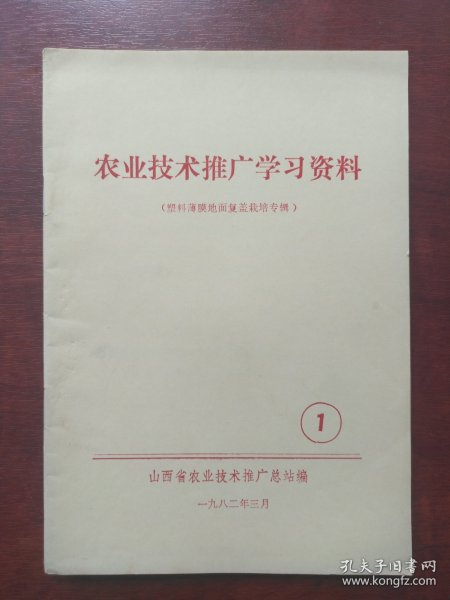 农业技术推广学习资料
（塑料薄膜地面复盖栽培专辑）
1
山西省农业技术推广总站编
一九八二年三月
孔夫子旧书网
www.kongfz.com